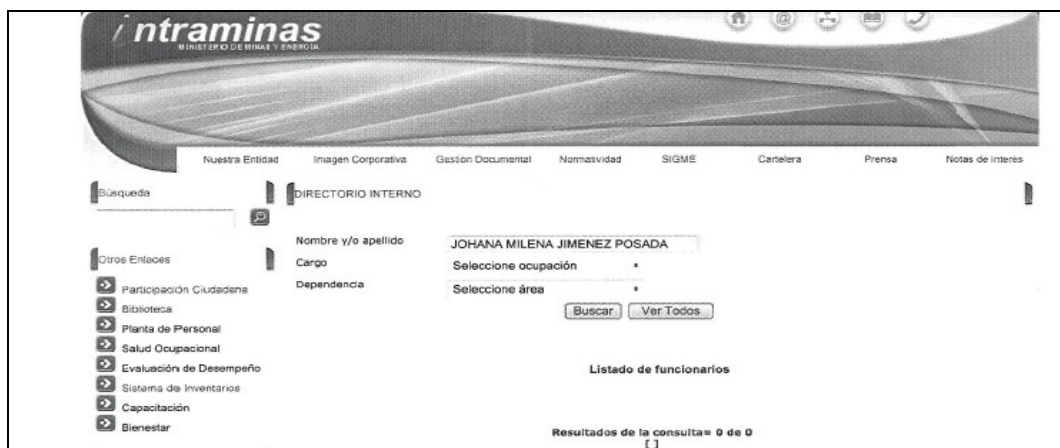 intraminas
MINISTERIO DE MINAS Y ENERGIA
Nuestra Entidad Imagen Corporativa Gestión Documental Normatividad SIGME Cartelera Prensa Notas de interes
Búsqueda
Otros Enlaces
Participación Ciudadana
Biblioteca
Planta de Personal
Salud Ocupacional
Evaluación de Desempeño
Sistema de Inventarios
Capacitación
Bienestar
DIRECTORIO INTERNO
Nombre y/o apellido JOHANA MILENA JIMENEZ POSADA
Cargo Seleccione ocupación
Dependencia Seleccione área
Buscar Ver Todos
Listado de funcionarios
Resultados de la consulta= 0 de 0
[ ]